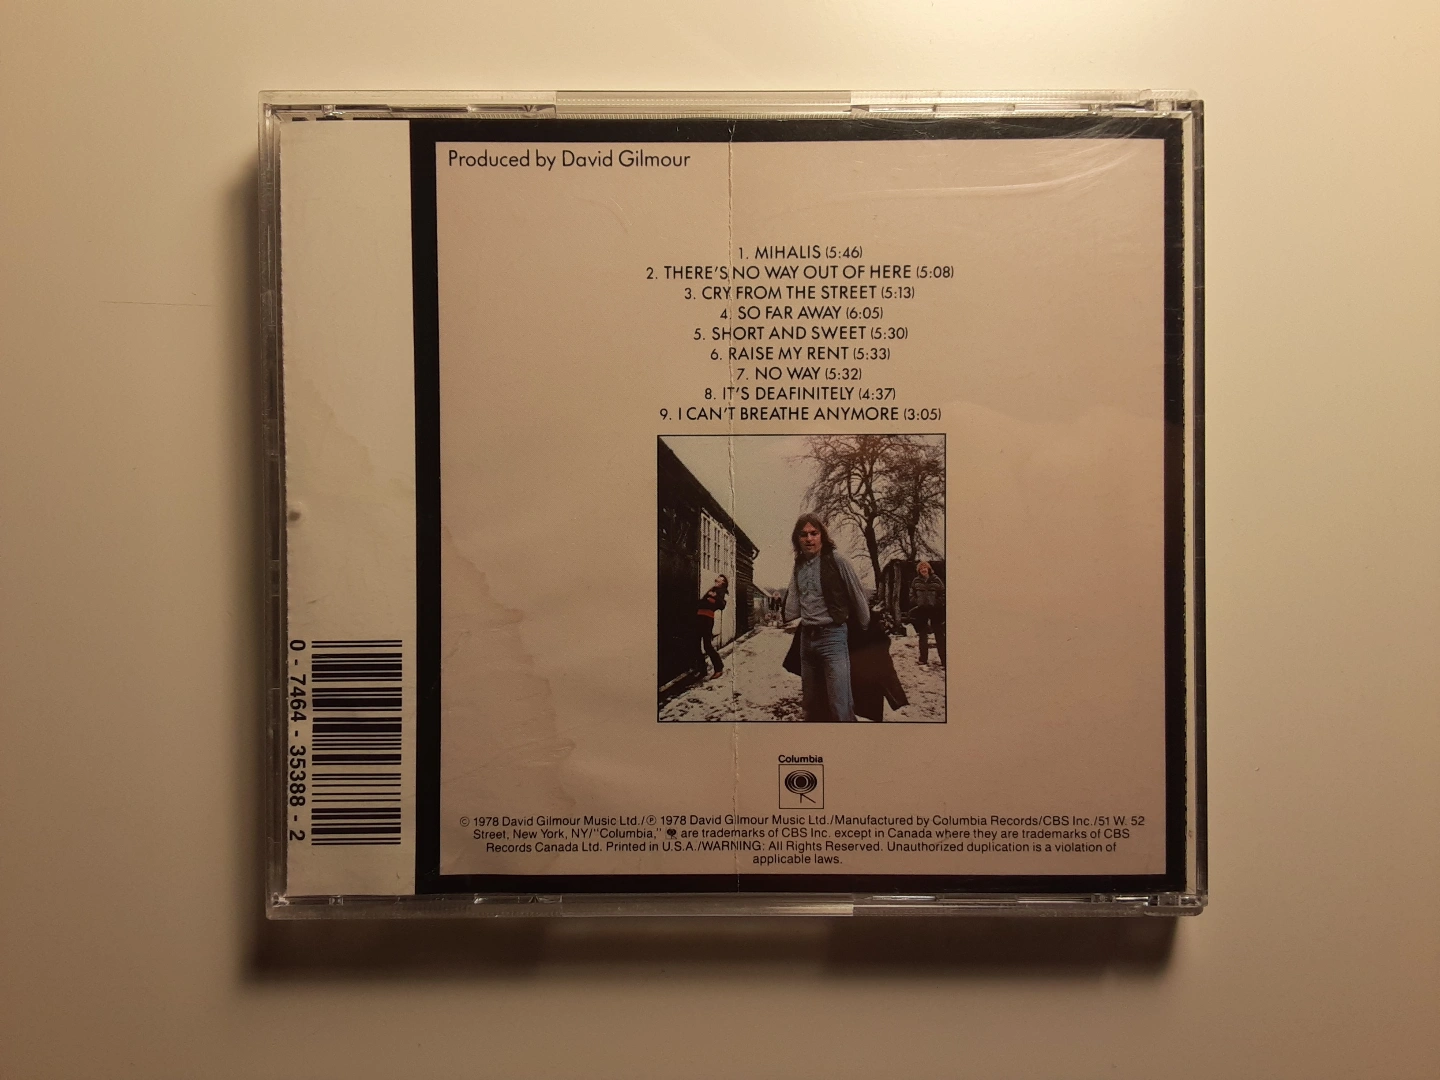 Produced by David Gilmour
1. MIHALIS (5:46)
2. THERE'S NO WAY OUT OF HERE (5:08)
3. CRY FROM THE STREET (5:13)
4. SO FAR AWAY (6:05)
5. SHORT AND SWEET (5:30)
6. RAISE MY RENT (5:33)
7. NO WAY (5:32)
8. IT'S DEAFINITELY (4:37)
9. I CAN'T BREATHE ANYMORE (3:05)
0 - 7464 - 35388 - 2
Columbia
© 1978 David Gilmour Music Ltd./℗ 1978 David Gilmour Music Ltd./Manufactured by Columbia Records/CBS Inc./51 W. 52
Street, New York, NY/"Columbia," are trademarks of CBS Inc. except in Canada where they are trademarks of CBS
Records Canada Ltd. Printed in U.S.A./WARNING: All Rights Reserved. Unauthorized duplication is a violation of
applicable laws.